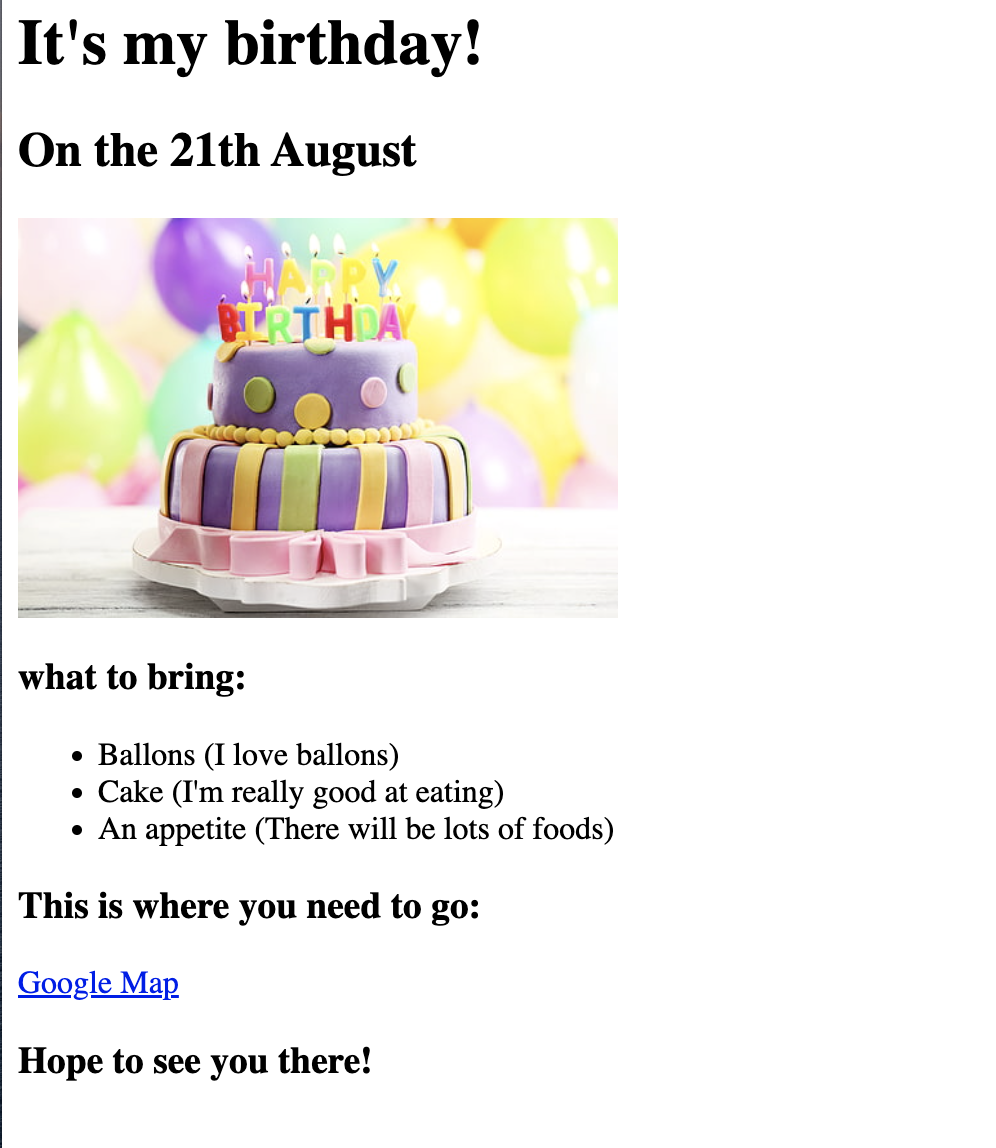 It's my birthday!
On the 21th August
HAPPY
BIRTHDAY
what to bring:
Ballons (I love ballons)
Cake (I'm really good at eating)
An appetite (There will be lots of foods)
This is where you need to go:
Google Map
Hope to see you there!